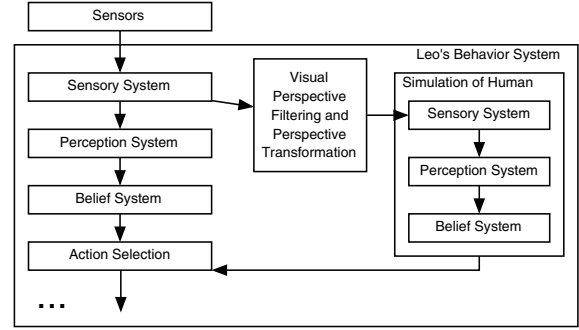 Sensors
Leo's Behavior System
Sensory System
Perception System
Belief System
Action Selection
...
Visual
Perspective
Filtering and
Perspective
Transformation
Simulation of Human
Sensory System
Perception System
Belief System